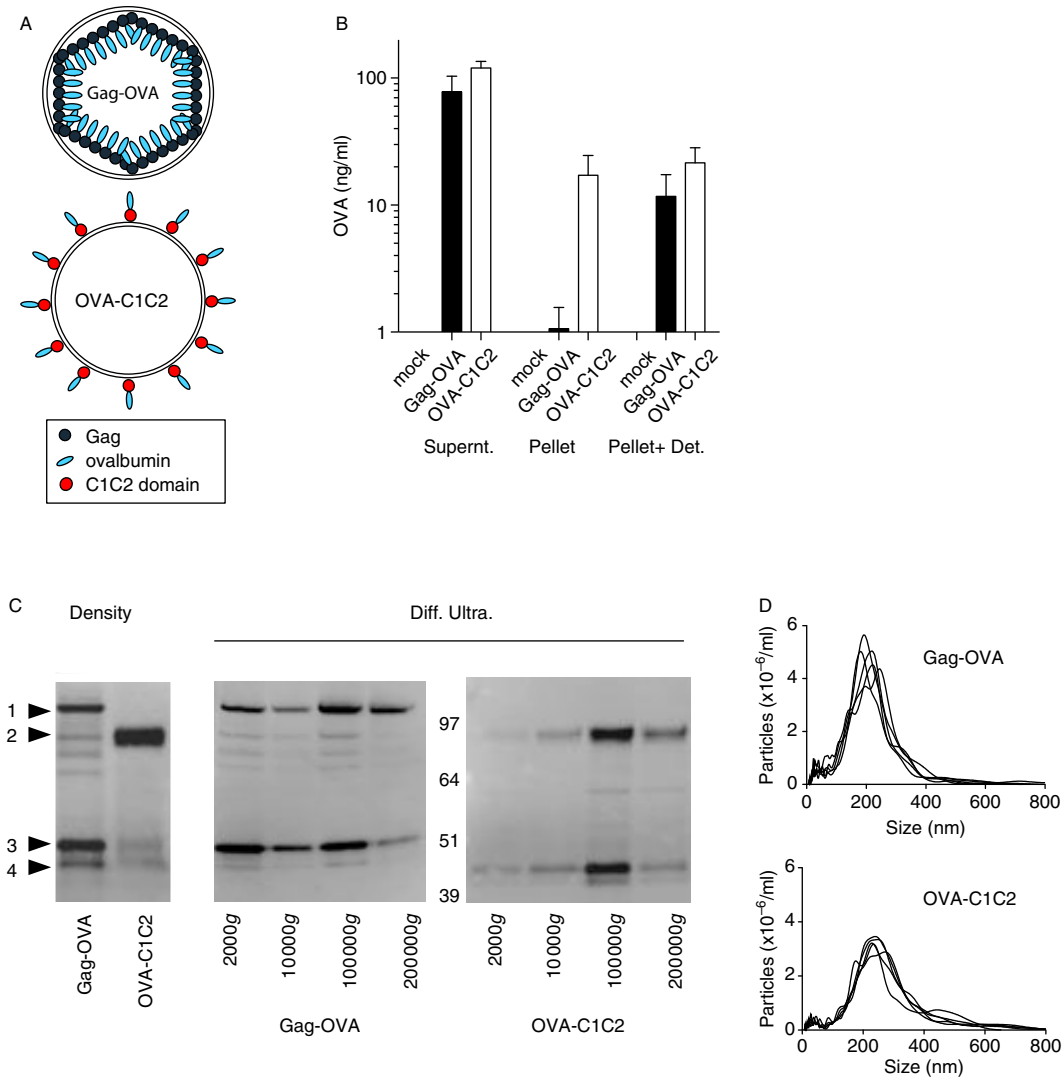 A
Gag-OVA
OVA-C1C2
Gag
ovalbumin
C1C2 domain
B
OVA (ng/ml)
100
10
1
mock
Gag-OVA
OVA-C1C2
mock
Gag-OVA
OVA-C1C2
mock
Gag-OVA
OVA-C1C2
Supernt.
Pellet
Pellet+ Det.
C
Density
Diff. Ultra.
1
2
3
4
97
64
51
39
Gag-OVA
OVA-C1C2
2000g
10000g
100000g
200000g
2000g
10000g
100000g
200000g
Gag-OVA
OVA-C1C2
D
Particles (x10⁻⁶/ml)
6
4
2
0
Gag-OVA
0 200 400 600 800
Size (nm)
Particles (x10⁻⁶/ml)
6
4
2
0
OVA-C1C2
0 200 400 600 800
Size (nm)